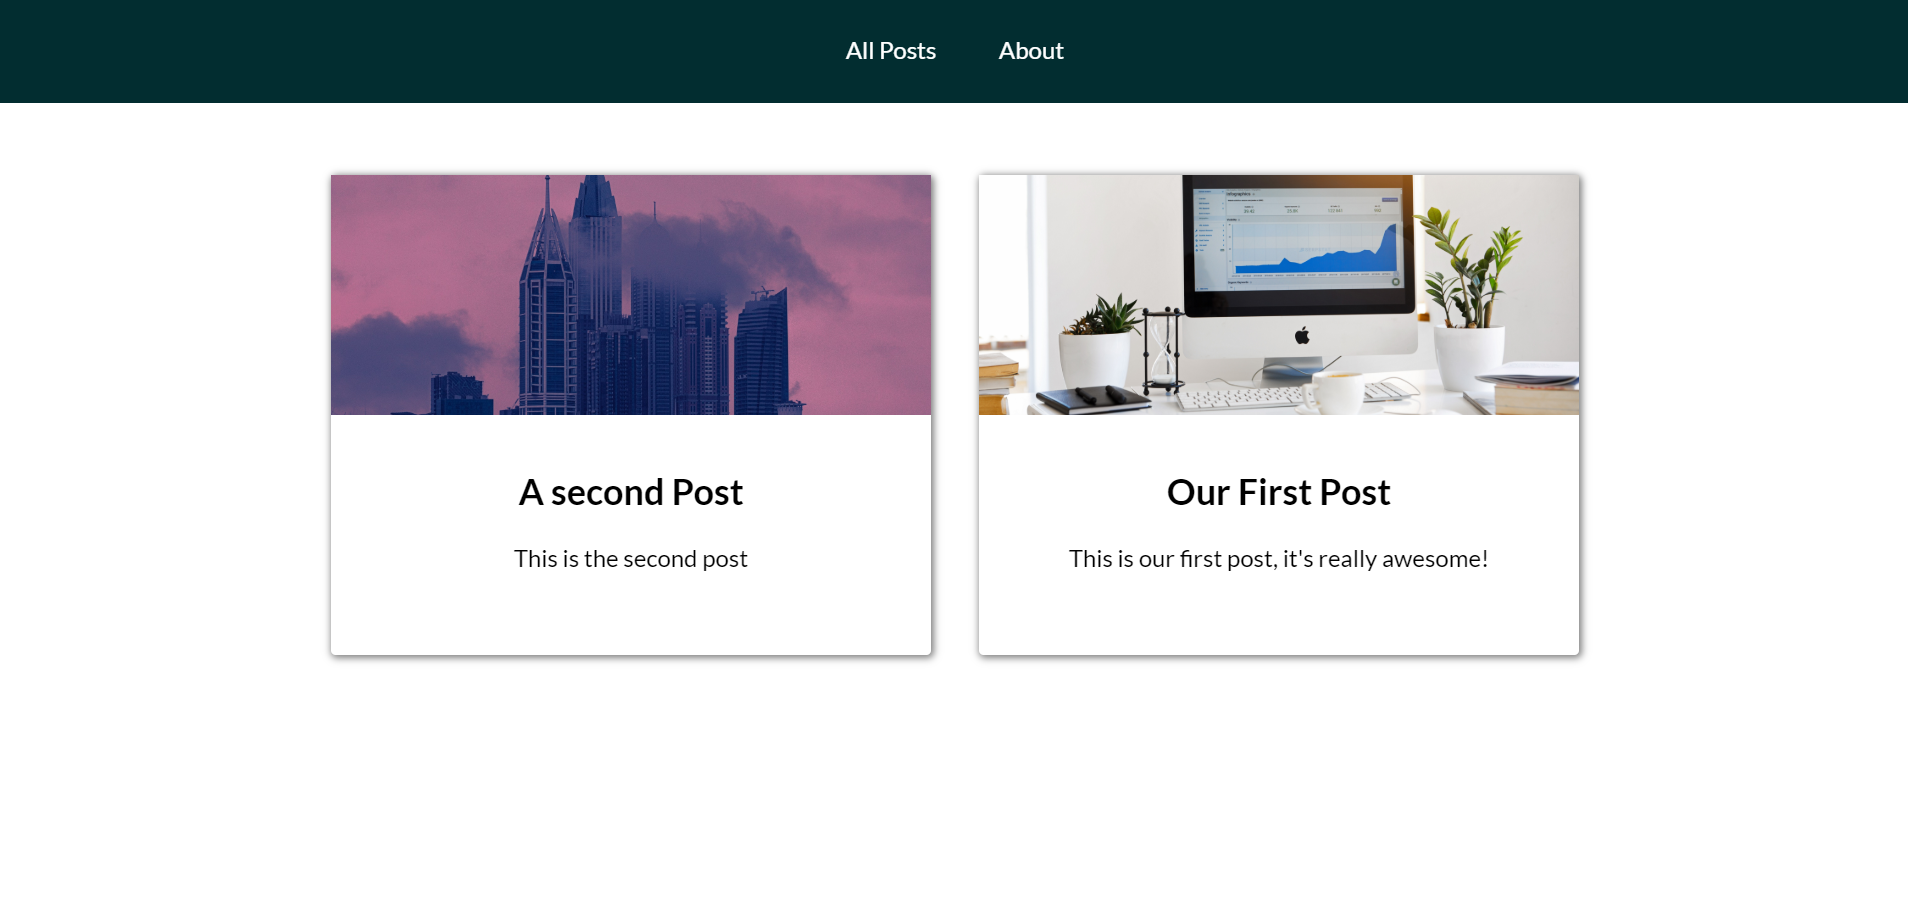 All Posts About
A second Post
This is the second post
Our First Post
This is our first post, it's really awesome!